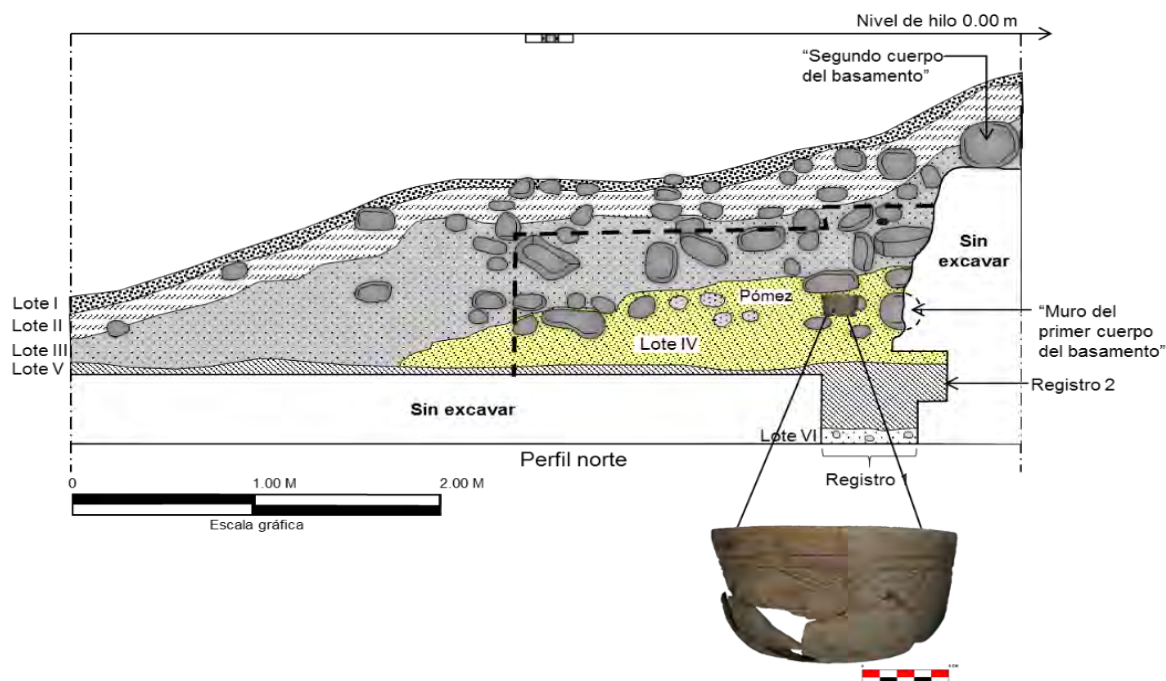 Nivel de hilo 0.00 m
“Segundo cuerpo
del basamento”
Sin
excavar
Pómez
Lote I
Lote II
Lote III
Lote V
Lote IV
“Muro del
primer cuerpo
del basamento”
Registro 2
Sin excavar
Lote VI
Perfil norte
Registro 1
0 1.00 M 2.00 M
Escala gráfica